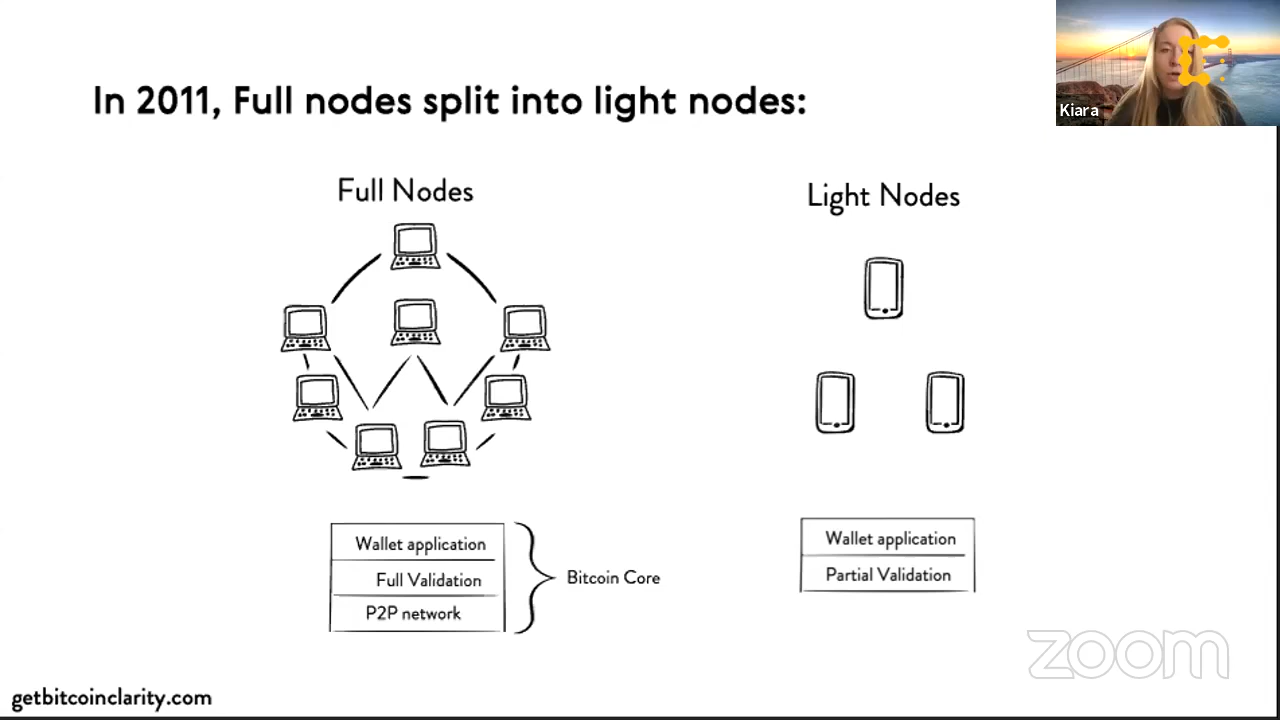 In 2011, Full nodes split into light nodes:
Kiara
Full Nodes
Light Nodes
Wallet application
Full Validation
P2P network
Bitcoin Core
Wallet application
Partial Validation
zoom
getbitcoinclarity.com